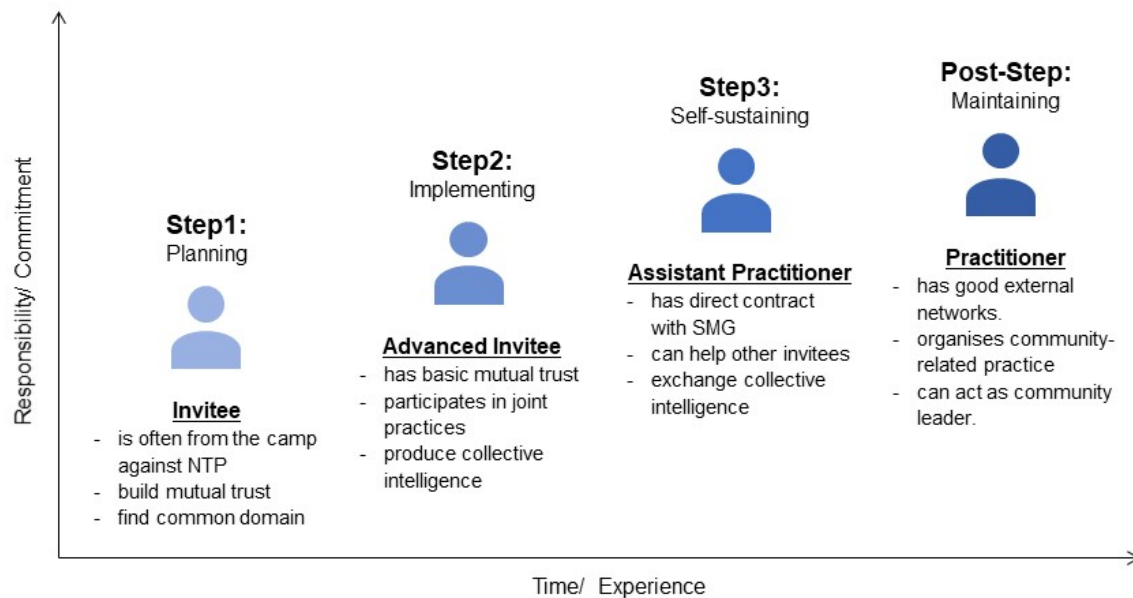 Responsibility/ Commitment
Step1:
Planning
Invitee
- is often from the camp
against NTP
- build mutual trust
- find common domain
Step2:
Implementing
Advanced Invitee
- has basic mutual trust
- participates in joint
practices
- produce collective
intelligence
Step3:
Self-sustaining
Assistant Practitioner
- has direct contract
with SMG
- can help other invitees
- exchange collective
intelligence
Post-Step:
Maintaining
Practitioner
- has good external
networks.
- organises community-
related practice
- can act as community
leader.
Time/ Experience